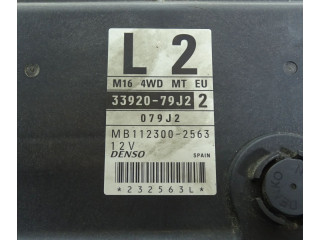 L 2
M16 4WD MT EU
33920-79J2 2
079J2
MB112300-2563
12V
DENSO SPAIN
*232563L*